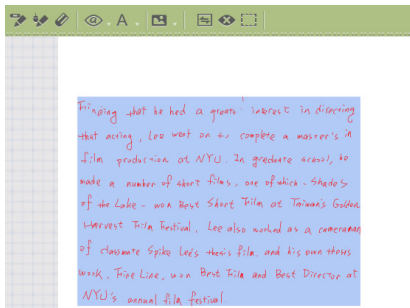 Finding that he had a greater interest in directing
that acting, Lee went on to complete a master's in
film production at NYU. In graduate school, he
made a number of short films, one of which - Shades
of the Lake - won Best Short Film at Taiwan's Golden
Harvest Film Festival. Lee also worked as a cameraman
of classmate Spike Lee's thesis film, and his own thesis
work, Fine Line, won Best Film and Best Director at
NYU's annual film festival.